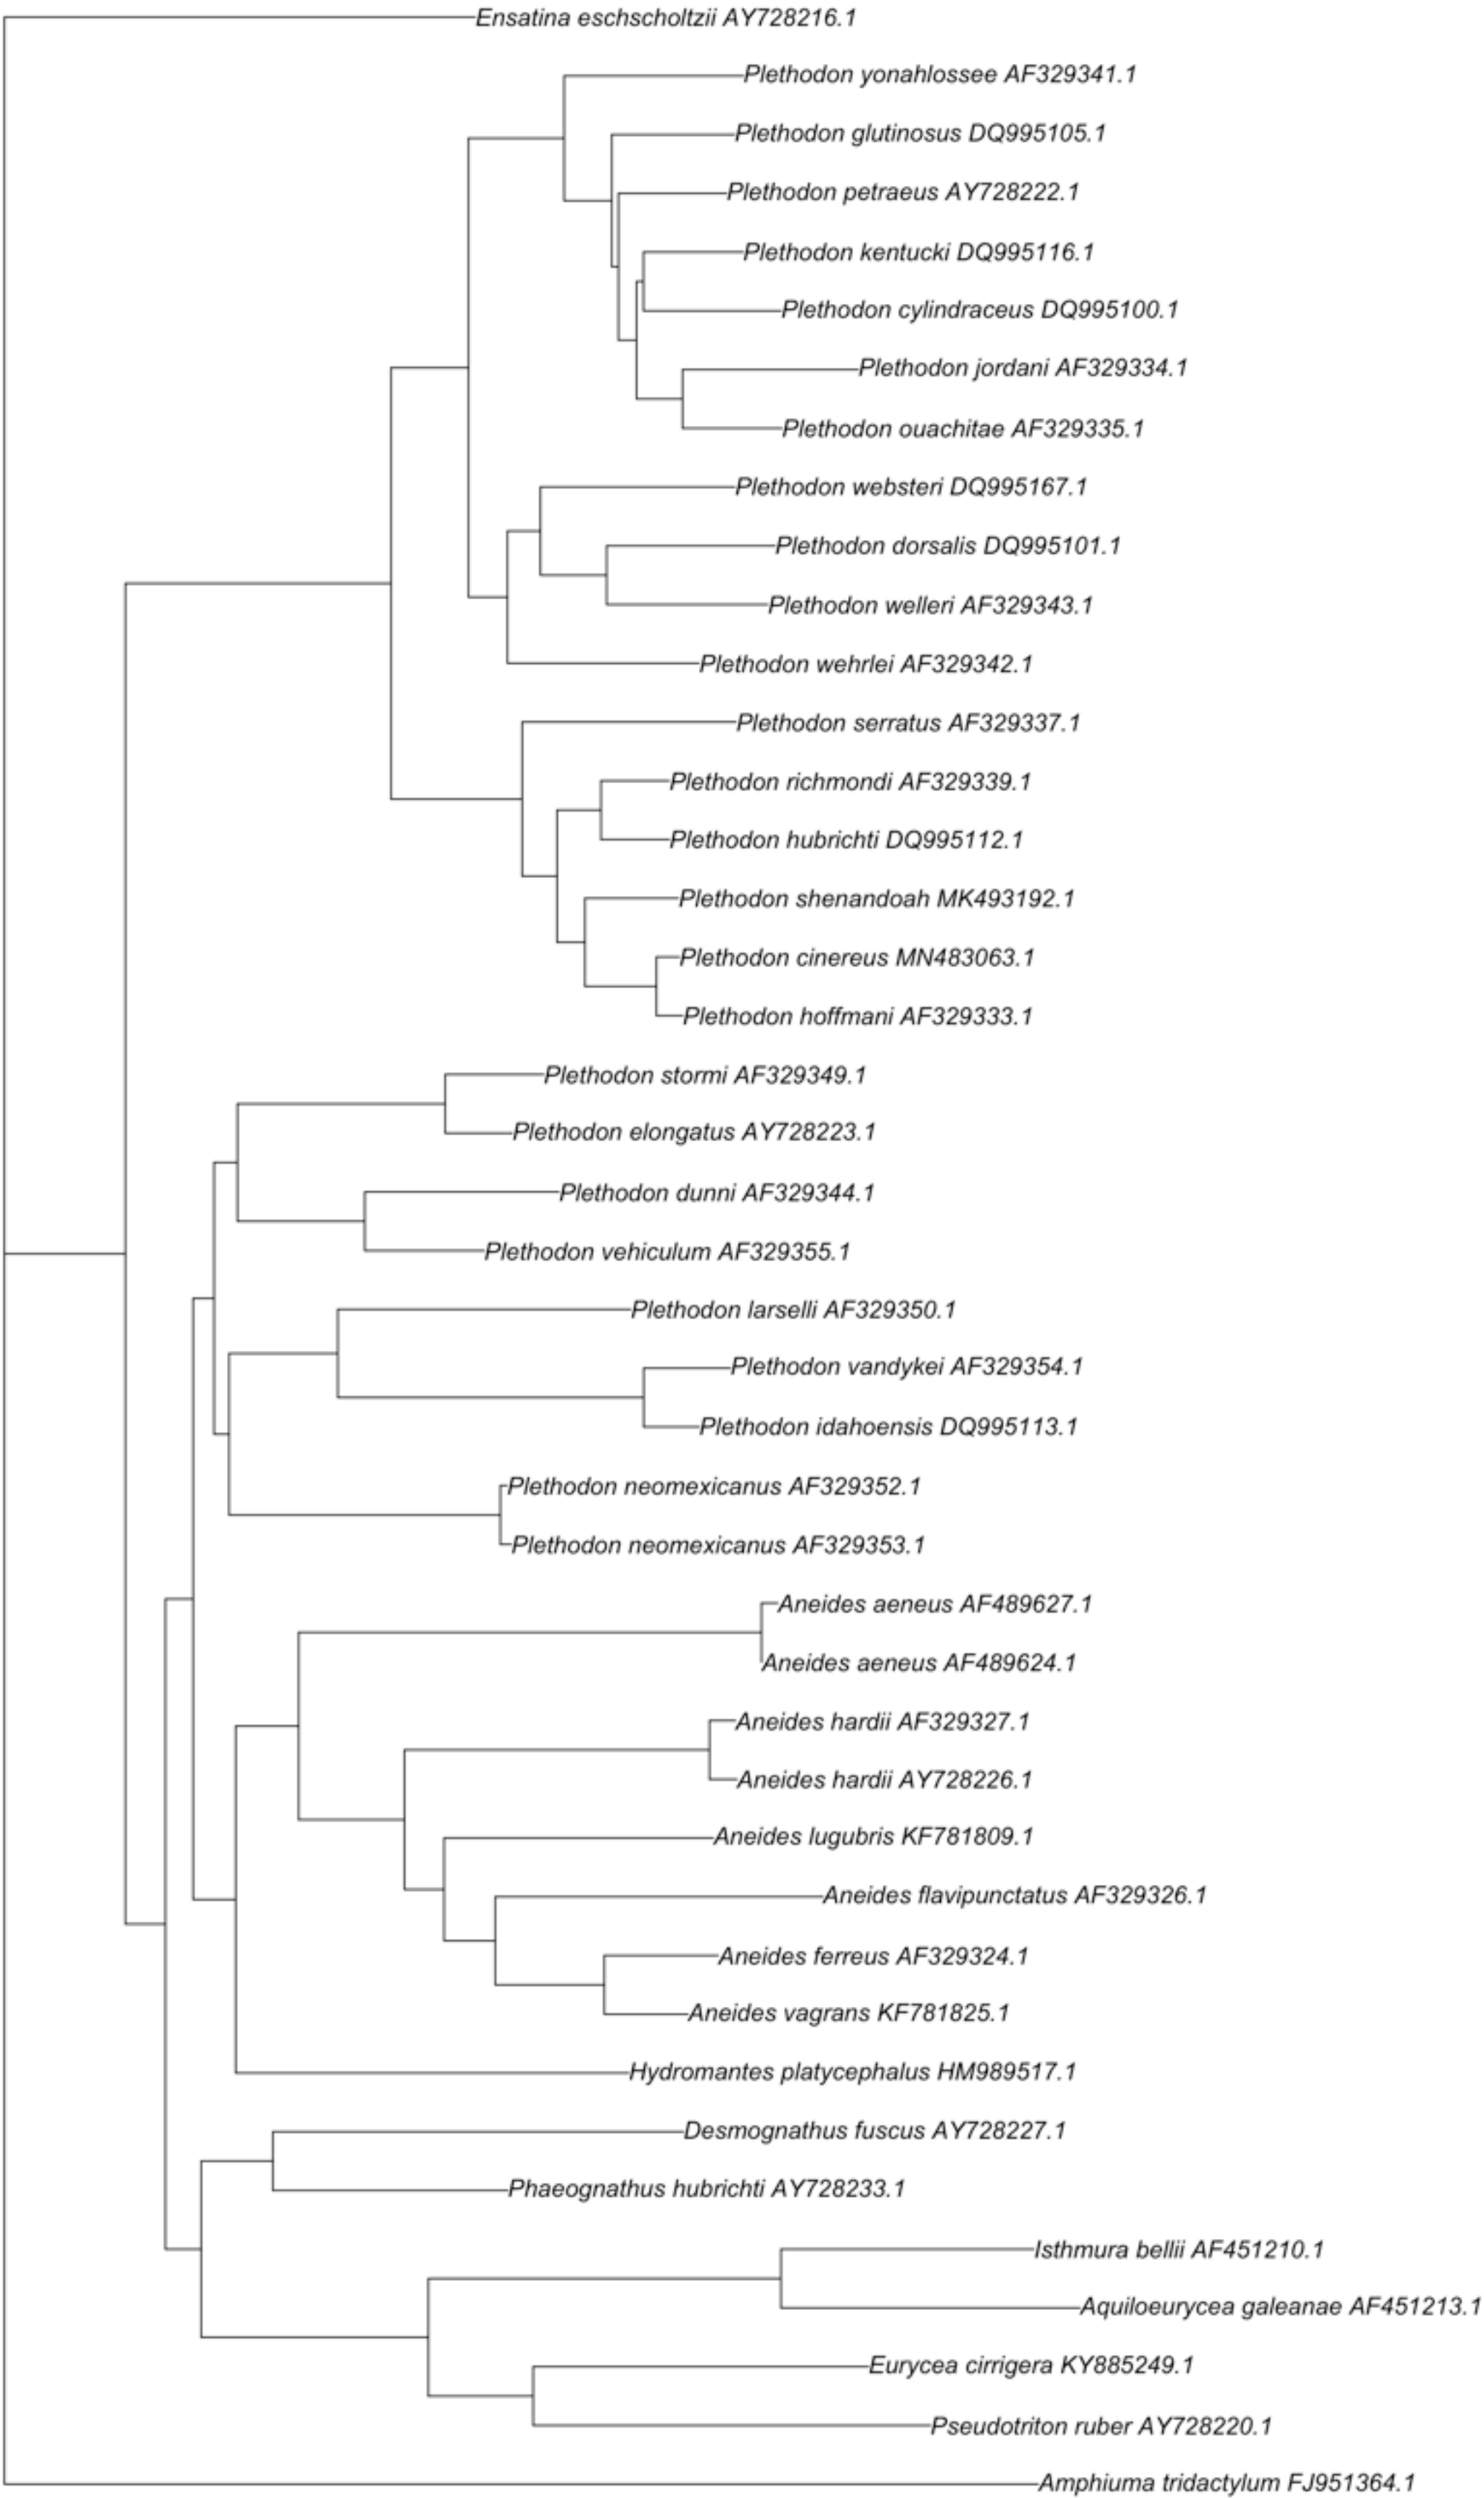 Ensatina eschscholtzii AY728216.1
Plethodon yonahlossee AF329341.1
Plethodon glutinosus DQ995105.1
Plethodon petraeus AY728222.1
Plethodon kentucki DQ995116.1
Plethodon cylindraceus DQ995100.1
Plethodon jordani AF329334.1
Plethodon ouachitae AF329335.1
Plethodon websteri DQ995167.1
Plethodon dorsalis DQ995101.1
Plethodon welleri AF329343.1
Plethodon wehrlei AF329342.1
Plethodon serratus AF329337.1
Plethodon richmondi AF329339.1
Plethodon hubrichti DQ995112.1
Plethodon shenandoah MK493192.1
Plethodon cinereus MN483063.1
Plethodon hoffmani AF329333.1
Plethodon stormi AF329349.1
Plethodon elongatus AY728223.1
Plethodon dunni AF329344.1
Plethodon vehiculum AF329355.1
Plethodon larselli AF329350.1
Plethodon vandykei AF329354.1
Plethodon idahoensis DQ995113.1
Plethodon neomexicanus AF329352.1
Plethodon neomexicanus AF329353.1
Aneides aeneus AF489627.1
Aneides aeneus AF489624.1
Aneides hardii AF329327.1
Aneides hardii AY728226.1
Aneides lugubris KF781809.1
Aneides flavipunctatus AF329326.1
Aneides ferreus AF329324.1
Aneides vagrans KF781825.1
Hydromantes platycephalus HM989517.1
Desmognathus fuscus AY728227.1
Phaeognathus hubrichti AY728233.1
Isthmura bellii AF451210.1
Aquiloeurycea galeanae AF451213.1
Eurycea cirrigera KY885249.1
Pseudotriton ruber AY728220.1
Amphiuma tridactylum FJ951364.1